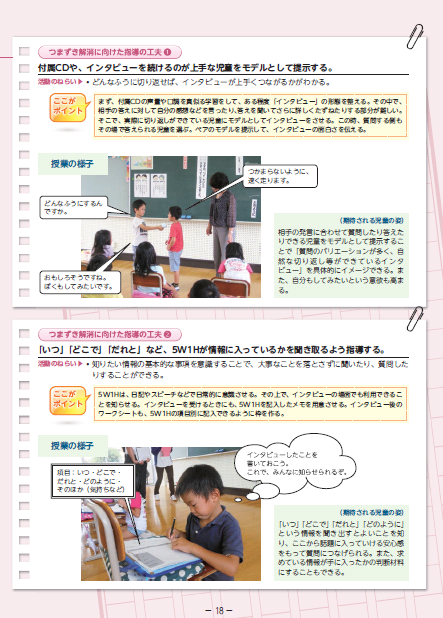 つまずき解消に向けた指導の工夫❶
付属CDや、インタビューを続けるのが上手な児童をモデルとして提示する。
活動のねらい▶ ・どんなふうに切り返せば、インタビューが上手くつながるかがわかる。
ここが
ポイント
まず、付属CDの声量や口調を真似る学習をして、ある程度「インタビュー」の形態を整える。その中で、
相手の答えに対して自分の感想などを言ったり、答えを聞いてさらに詳しくたずねたりする部分が難しい。
そこで、実際に切り返しができている児童をモデルとしてインタビューをさせる。この時、質問する側も
その場で答えられる児童を選ぶ。ペアのモデルを提示して、インタビューの面白さを伝える。
授業の様子
つかまらないように、
速く走ります。
どんなふうにするん
ですか。
おもしろそうですね。
ぼくもしてみたいです。
〈期待される児童の姿〉
相手の発言に合わせて質問したり答えた
りできる児童をモデルとして提示するこ
とで「質問のバリエーションが多く、自
然な切り返し等ができているインタ
ビュー」を具体的にイメージできる。ま
た、自分もしてみたいという意欲も高ま
る。
つまずき解消に向けた指導の工夫❷
「いつ」「どこで」「だれと」など、5W1Hが情報に入っているかを聞き取るよう指導する。
活動のねらい▶ ・知りたい情報の基本的な事項を意識することで、大事なことを落とさずに聞いたり、質問した
りすることができる。
ここが
ポイント
5W1Hは、日記やスピーチなどで日常的に意識させる。その上で、インタビューの場面でも利用できるこ
とを知らせる。インタビューを受けるときにも、5W1Hを記入したメモを用意させる。インタビュー後の
ワークシートも、5W1Hの項目別に記入できるように枠を作る。
授業の様子
項目:いつ・どこで・
だれと・どのように・
そのほか(気持ちなど)
インタビューしたことを
書いておこう。
これで、みんなに知らせられるぞ。
〈期待される児童の姿〉
「いつ」「どこで」「だれと」「どのように」
という情報を聞き出すとよいことを知
り、ここから話題に入っていける安心感
をもって質問につなげられる。また、求
めている情報が手に入ったかの判断材料
にすることもできる。
－ 18 －